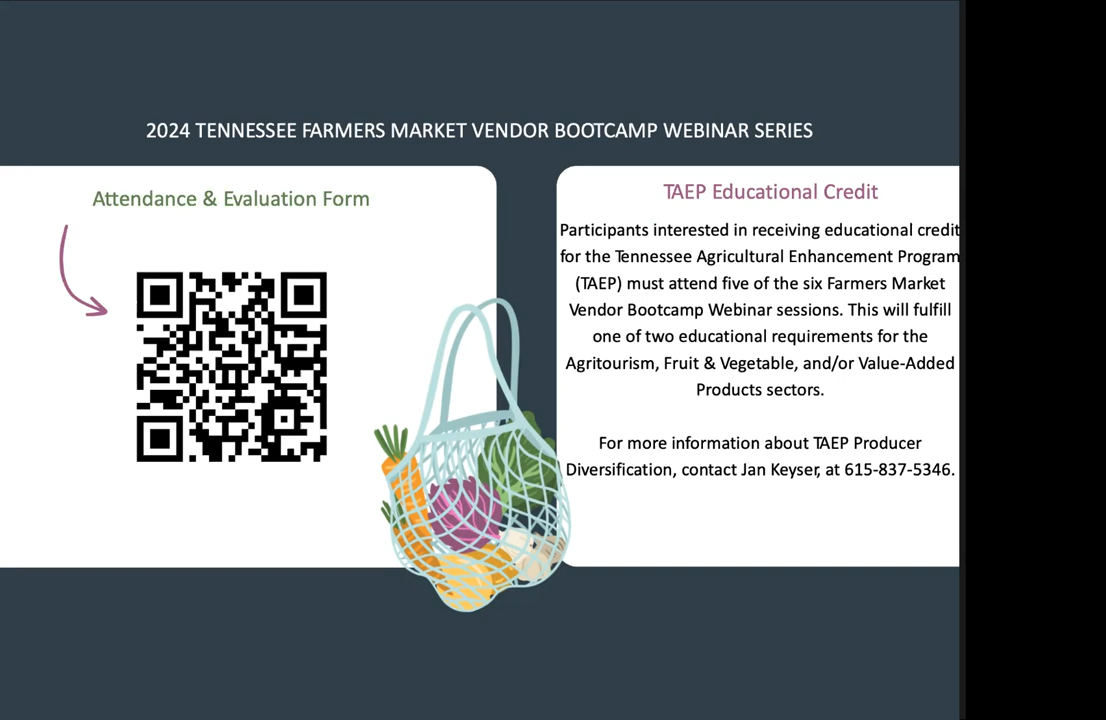 2024 TENNESSEE FARMERS MARKET VENDOR BOOTCAMP WEBINAR SERIES
Attendance & Evaluation Form
TAEP Educational Credit
Participants interested in receiving educational credit
for the Tennessee Agricultural Enhancement Program
(TAEP) must attend five of the six Farmers Market
Vendor Bootcamp Webinar sessions. This will fulfill
one of two educational requirements for the
Agritourism, Fruit & Vegetable, and/or Value-Added
Products sectors.
For more information about TAEP Producer
Diversification, contact Jan Keyser, at 615-837-5346.